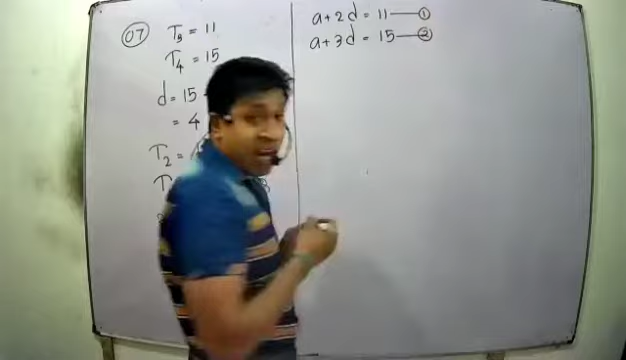 07
T₃ = 11
T₄ = 15
d = 15
= 4
T₂ =
a + 2d = 11 — ①
a + 3d = 15 — ②